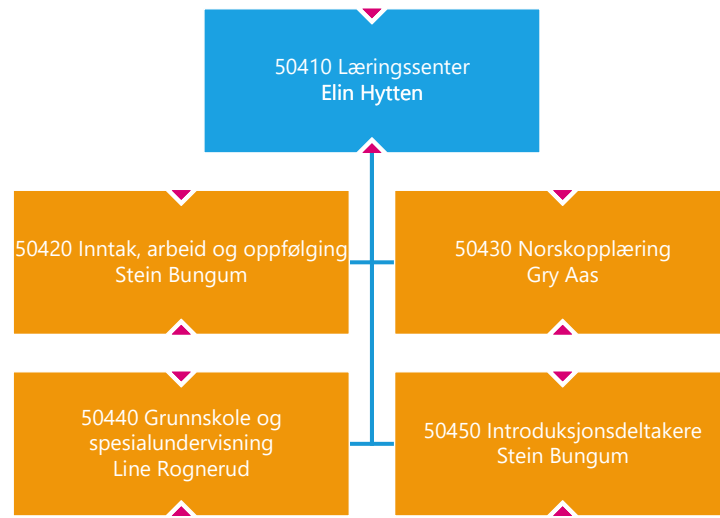 50410 Læringssenter
Elin Hytten
50420 Inntak, arbeid og oppfølging
Stein Bungum
50430 Norskopplæring
Gry Aas
50440 Grunnskole og
spesialundervisning
Line Rognerud
50450 Introduksjonsdeltakere
Stein Bungum